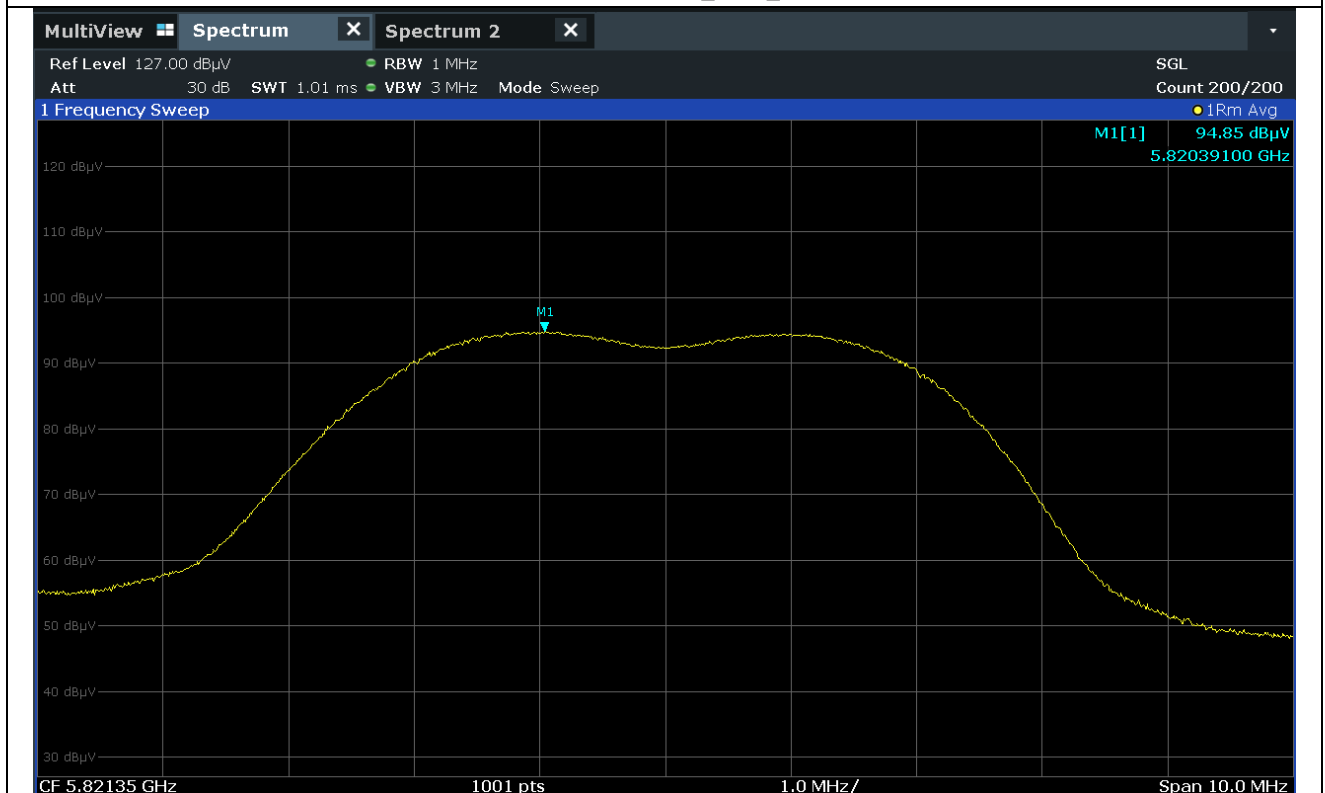 MultiView Spectrum X Spectrum 2 X
Ref Level 127.00 dBµV RBW 1 MHz SGL
Att 30 dB SWT 1.01 ms VBW 3 MHz Mode Sweep Count 200/200
1 Frequency Sweep 1Rm Avg
M1[1] 94.85 dBµV
5.82039100 GHz
120 dBµV
110 dBµV
100 dBµV
M1
90 dBµV
80 dBµV
70 dBµV
60 dBµV
50 dBµV
40 dBµV
30 dBµV
CF 5.82135 GHz 1001 pts 1.0 MHz/ Span 10.0 MHz